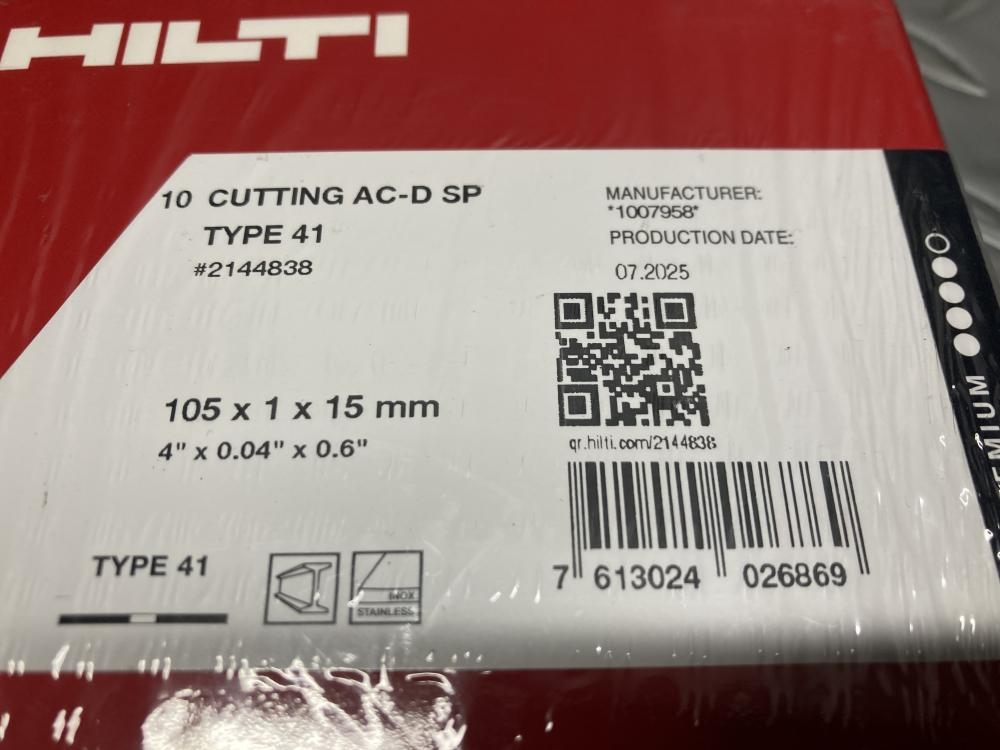 HILTI
10 CUTTING AC-D SP
TYPE 41
#2144838
105 x 1 x 15 mm
4" x 0.04" x 0.6"
TYPE 41
INOX
STAINLESS
MANUFACTURER:
*1007958*
PRODUCTION DATE:
07.2025
qr.hilti.com/2144838
7 613024 026869